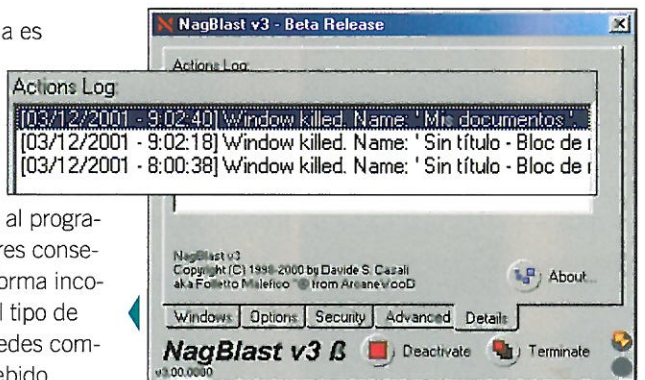 a es
al progra-
res conse-
orma inco-
l tipo de
edes com-
ebido
NagBlast v3 - Beta Release
Actions Log:
Actions Log:
[03/12/2001 - 9:02:40] Window killed. Name: ' Mis documentos '.
[03/12/2001 - 9:02:18] Window killed. Name: ' Sin título - Bloc de
[03/12/2001 - 8:00:38] Window killed. Name: ' Sin título - Bloc de
NagBlast v3
Copyright (C) 1998-2000 by Davide S. Casali
aka Folletto Malefico from ArcaneWooD
About...
Windows Options Security Advanced Details
NagBlast v3 ß Deactivate Terminate
v3.00.0000